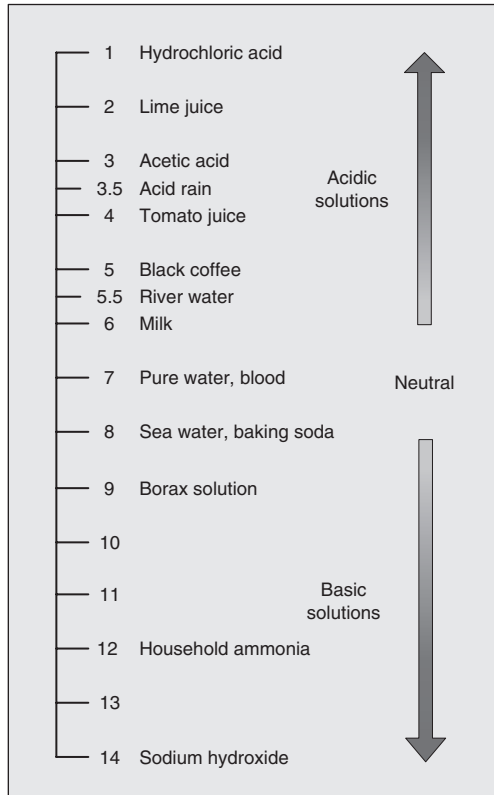 1 Hydrochloric acid
2 Lime juice
3 Acetic acid
3.5 Acid rain
4 Tomato juice
5 Black coffee
5.5 River water
6 Milk
7 Pure water, blood
8 Sea water, baking soda
9 Borax solution
10
11
12 Household ammonia
13
14 Sodium hydroxide
Acidic
solutions
Neutral
Basic
solutions